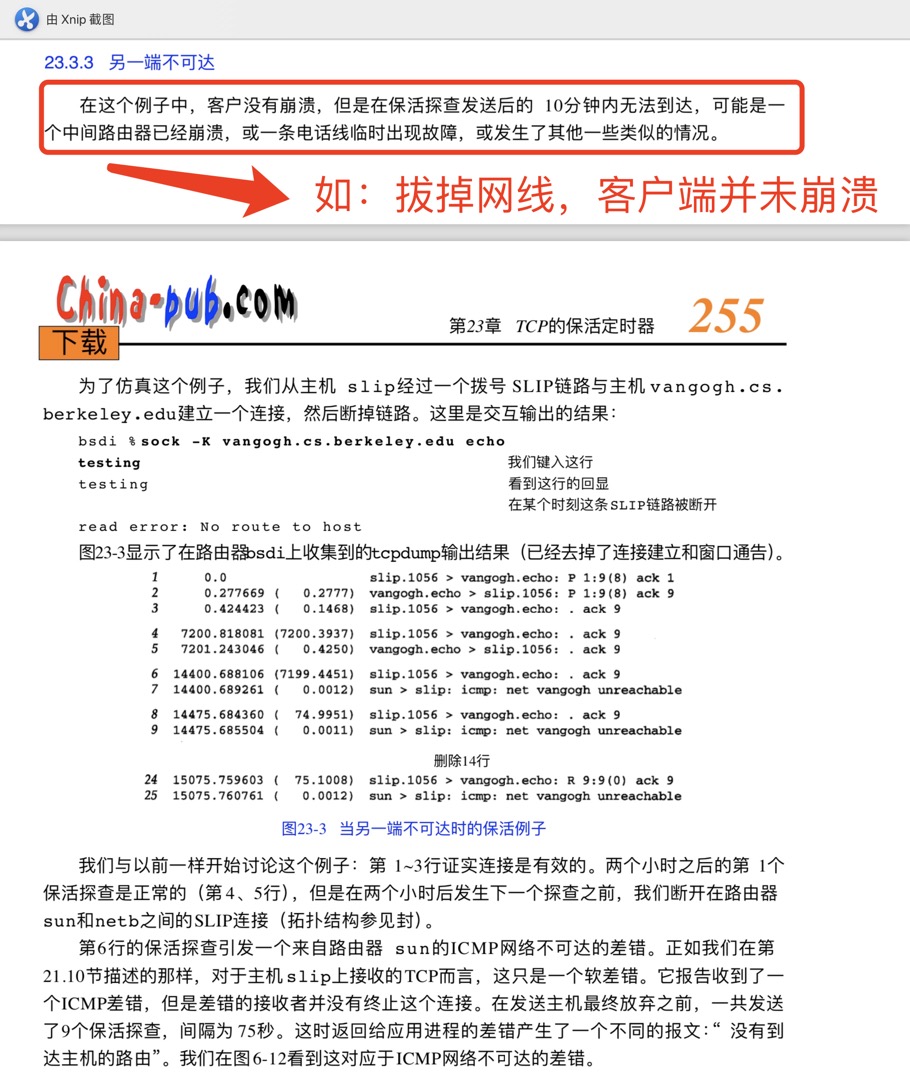 由 Xnip 截图
23.3.3 另一端不可达
在这个例子中，客户没有崩溃，但是在保活探查发送后的 10分钟内无法到达，可能是一
个中间路由器已经崩溃，或一条电话线临时出现故障，或发生了其他一些类似的情况。
如：拔掉网线，客户端并未崩溃
China-pub.com
下载
第23章 TCP的保活定时器 255
为了仿真这个例子，我们从主机 slip经过一个拨号 SLIP链路与主机vangogh.cs.
berkeley.edu建立一个连接，然后断掉链路。这里是交互输出的结果：
bsdi % sock -K vangogh.cs.berkeley.edu echo
testing 我们键入这行
testing 看到这行的回显
在某个时刻这条SLIP链路被断开
read error: No route to host
图23-3显示了在路由器bsdi上收集到的tcpdump输出结果（已经去掉了连接建立和窗口通告）。
1 0.0 slip.1056 > vangogh.echo: P 1:9(8) ack 1
2 0.277669 ( 0.2777) vangogh.echo > slip.1056: P 1:9(8) ack 9
3 0.424423 ( 0.1468) slip.1056 > vangogh.echo: . ack 9
4 7200.818081 (7200.3937) slip.1056 > vangogh.echo: . ack 9
5 7201.243046 ( 0.4250) vangogh.echo > slip.1056: . ack 9
6 14400.688106 (7199.4451) slip.1056 > vangogh.echo: . ack 9
7 14400.689261 ( 0.0012) sun > slip: icmp: net vangogh unreachable
8 14475.684360 ( 74.9951) slip.1056 > vangogh.echo: . ack 9
9 14475.685504 ( 0.0011) sun > slip: icmp: net vangogh unreachable
删除14行
24 15075.759603 ( 75.1008) slip.1056 > vangogh.echo: R 9:9(0) ack 9
25 15075.760761 ( 0.0012) sun > slip: icmp: net vangogh unreachable
图23-3 当另一端不可达时的保活例子
我们与以前一样开始讨论这个例子：第 1~3行证实连接是有效的。两个小时之后的第 1个
保活探查是正常的（第4、5行），但是在两个小时后发生下一个探查之前，我们断开在路由器
sun和netb之间的SLIP连接（拓扑结构参见封）。
第6行的保活探查引发一个来自路由器 sun的ICMP网络不可达的差错。正如我们在第
21.10节描述的那样，对于主机slip上接收的TCP而言，这只是一个软差错。它报告收到了一
个ICMP差错，但是差错的接收者并没有终止这个连接。在发送主机最终放弃之前，一共发送
了9个保活探查，间隔为75秒。这时返回给应用进程的差错产生了一个不同的报文：“ 没有到
达主机的路由”。我们在图6-12看到这对应于ICMP网络不可达的差错。